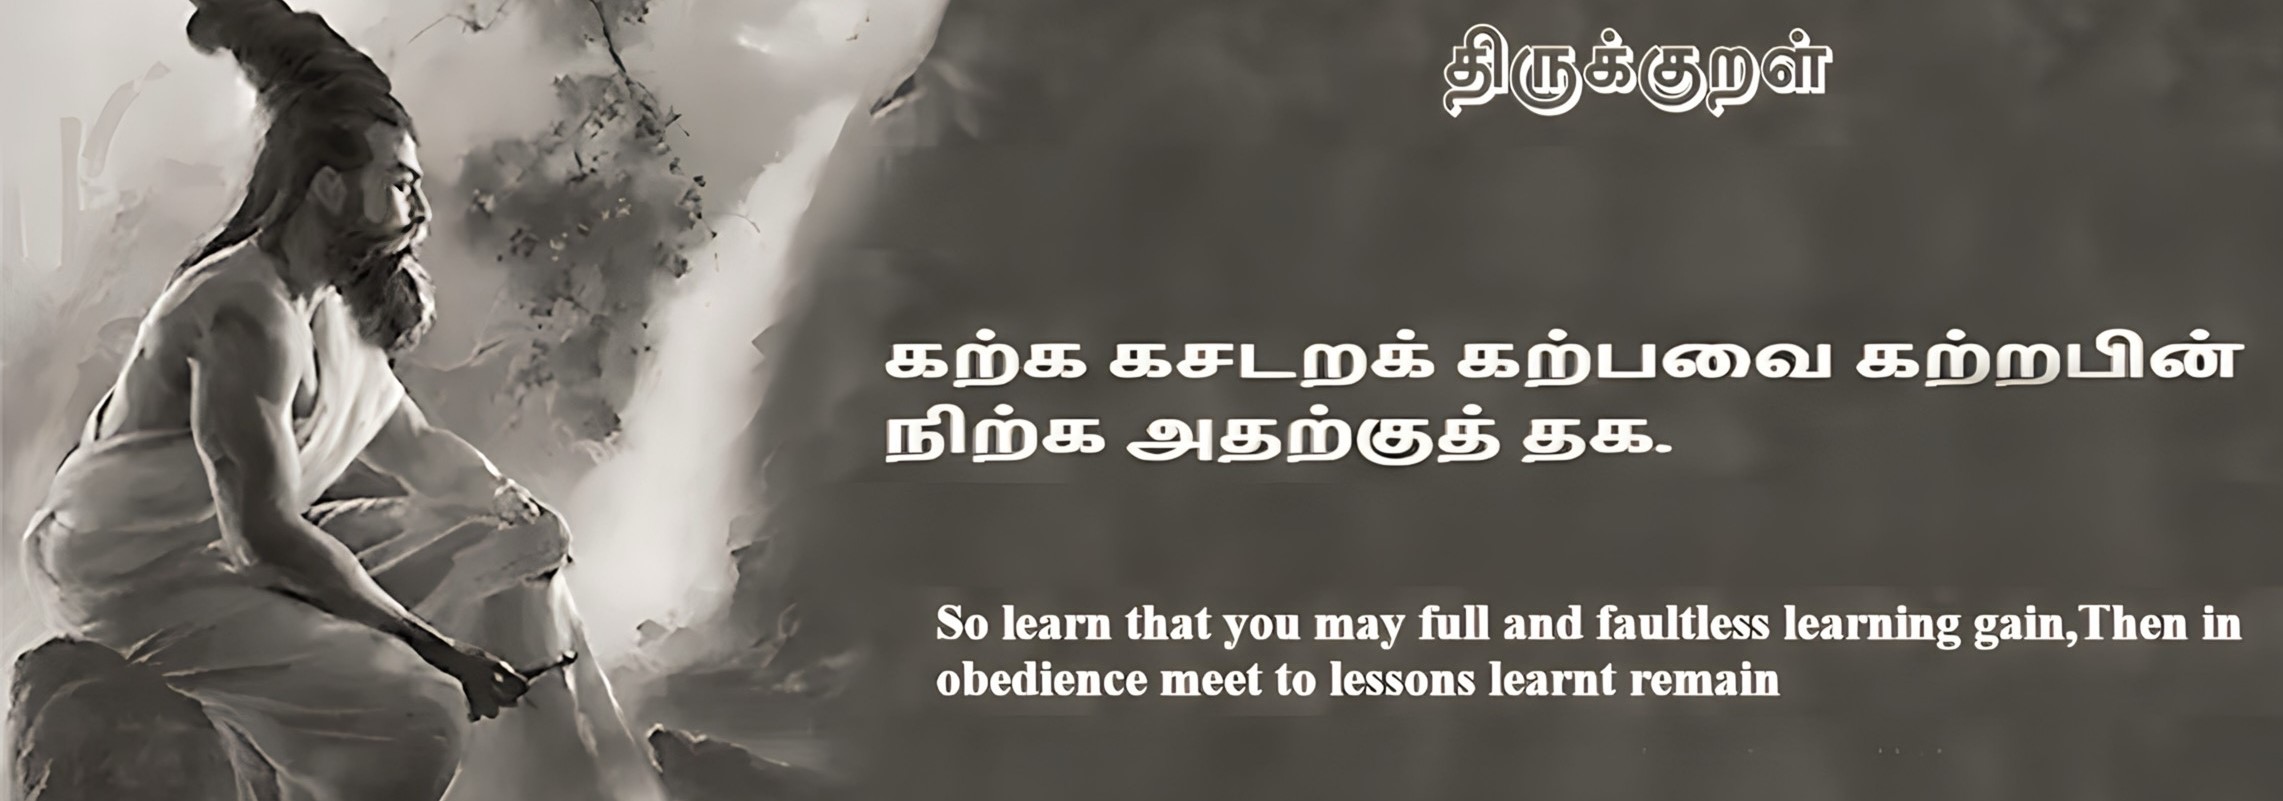 திருக்குறள்
கற்க கசடறக் கற்பவை கற்றபின்
நிற்க அதற்குத் தக.
So learn that you may full and faultless learning gain,Then in
obedience meet to lessons learnt remain